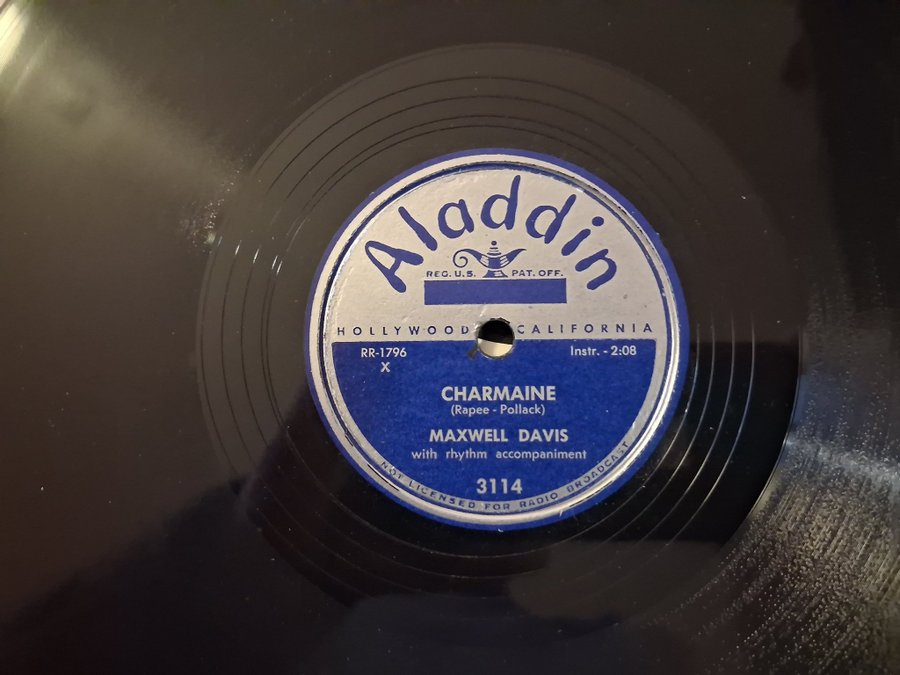 Aladdin
REG. U.S. PAT. OFF.
HOLLYWOOD CALIFORNIA
RR-1796 Instr. - 2:08
X
CHARMAINE
(Rapee - Pollack)
MAXWELL DAVIS
with rhythm accompaniment
3114
NOT LICENSED FOR RADIO BROADCAST